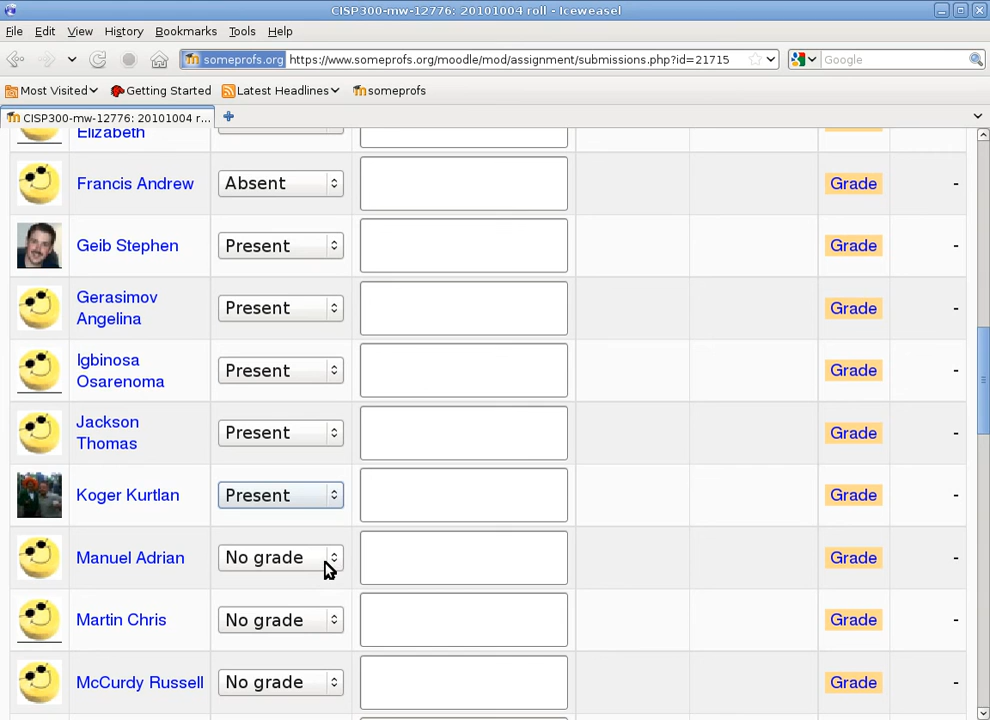 CISP300-mw-12776: 20101004 roll - Iceweasel
File Edit View History Bookmarks Tools Help
someprofs.org https://www.someprofs.org/moodle/mod/assignment/submissions.php?id=21715 Google
Most Visited Getting Started Latest Headlines someprofs
CISP300-mw-12776: 20101004 r...
Elizabeth
Francis Andrew Absent Grade -
Geib Stephen Present Grade -
Gerasimov
Angelina Present Grade -
Igbinosa
Osarenoma Present Grade -
Jackson
Thomas Present Grade -
Koger Kurtlan Present Grade -
Manuel Adrian No grade Grade -
Martin Chris No grade Grade -
McCurdy Russell No grade Grade -